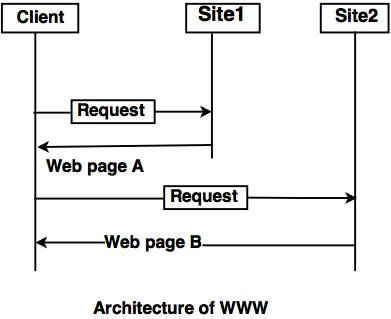 Client
Site1
Site2
Request
Web page A
Request
Web page B
Architecture of WWW